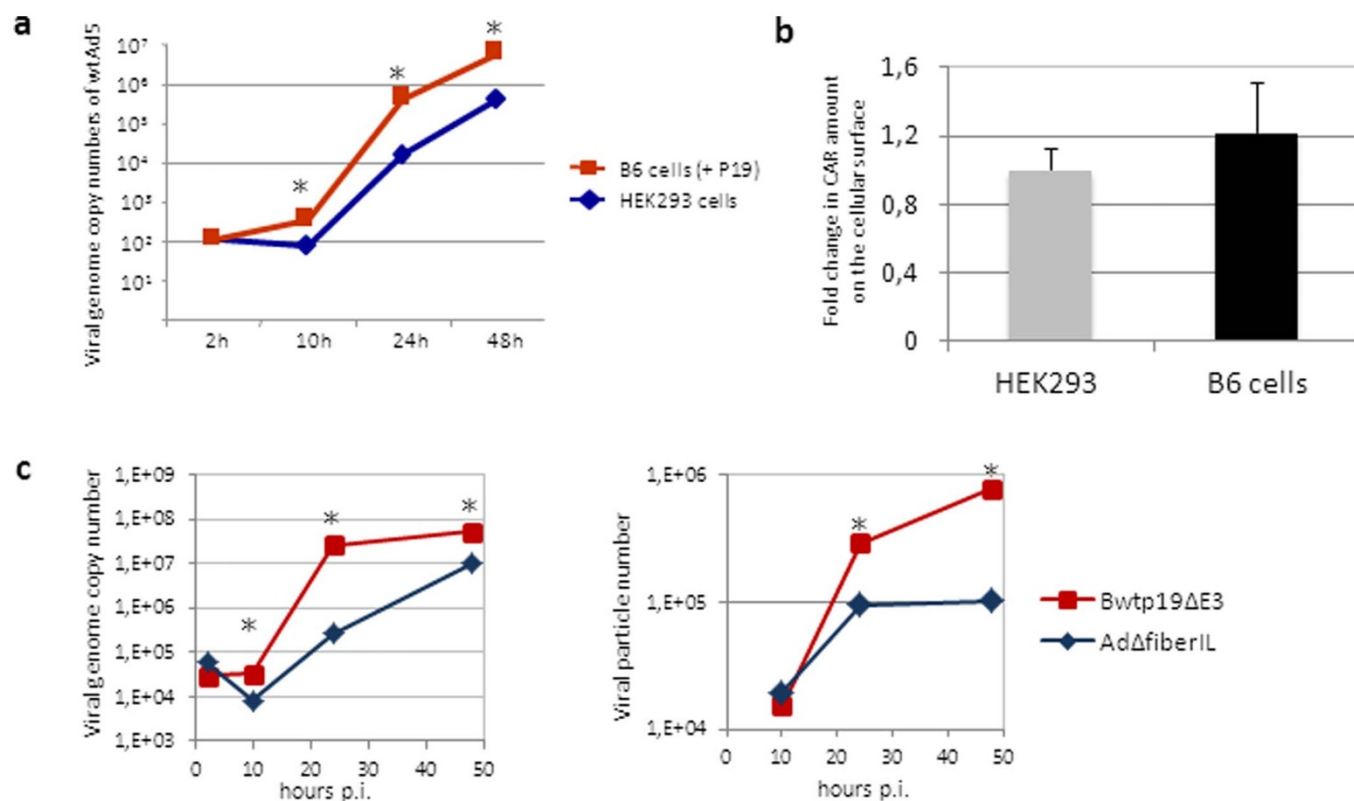 a
Viral genome copy numbers of wtAd5
10⁷
10⁶
10⁵
10⁴
10³
10²
10¹
*
*
*
2h
10h
24h
48h
B6 cells (+ P19)
HEK293 cells
b
Fold change in CAR amount
on the cellular surface
1,6
1,2
0,8
0,4
0
HEK293
B6 cells
c
Viral genome copy number
1,E+09
1,E+08
1,E+07
1,E+06
1,E+05
1,E+04
1,E+03
*
*
*
0
10
20
30
40
50
hours p.i.
Viral particle number
1,E+06
1,E+05
1,E+04
*
*
0
10
20
30
40
50
hours p.i.
Bwtp19ΔE3
AdΔfiberIL